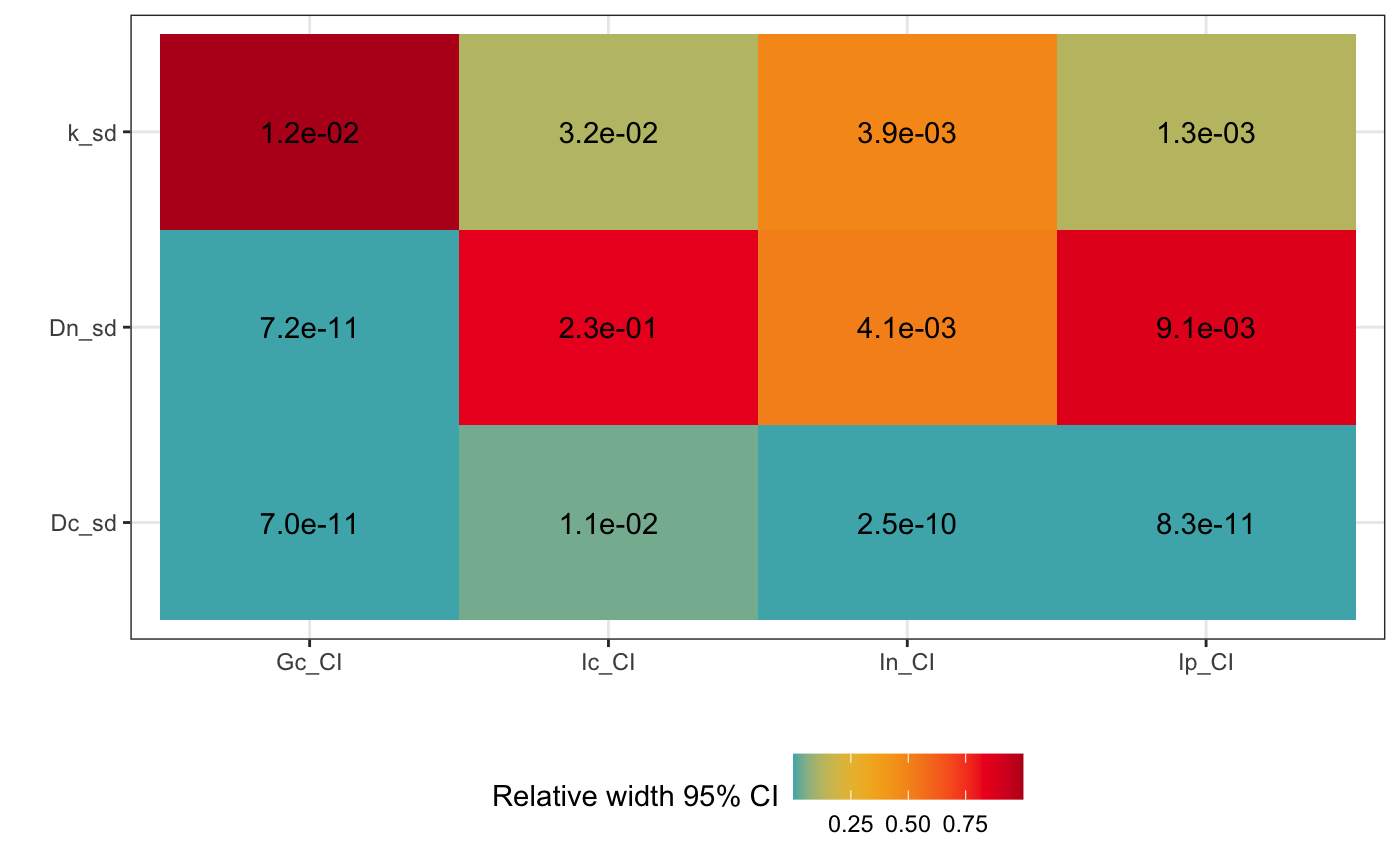 k_sd 1.2e-02 3.2e-02 3.9e-03 1.3e-03
Dn_sd 7.2e-11 2.3e-01 4.1e-03 9.1e-03
Dc_sd 7.0e-11 1.1e-02 2.5e-10 8.3e-11
Gc_CI Ic_CI In_CI Ip_CI
Relative width 95% CI
0.25 0.50 0.75